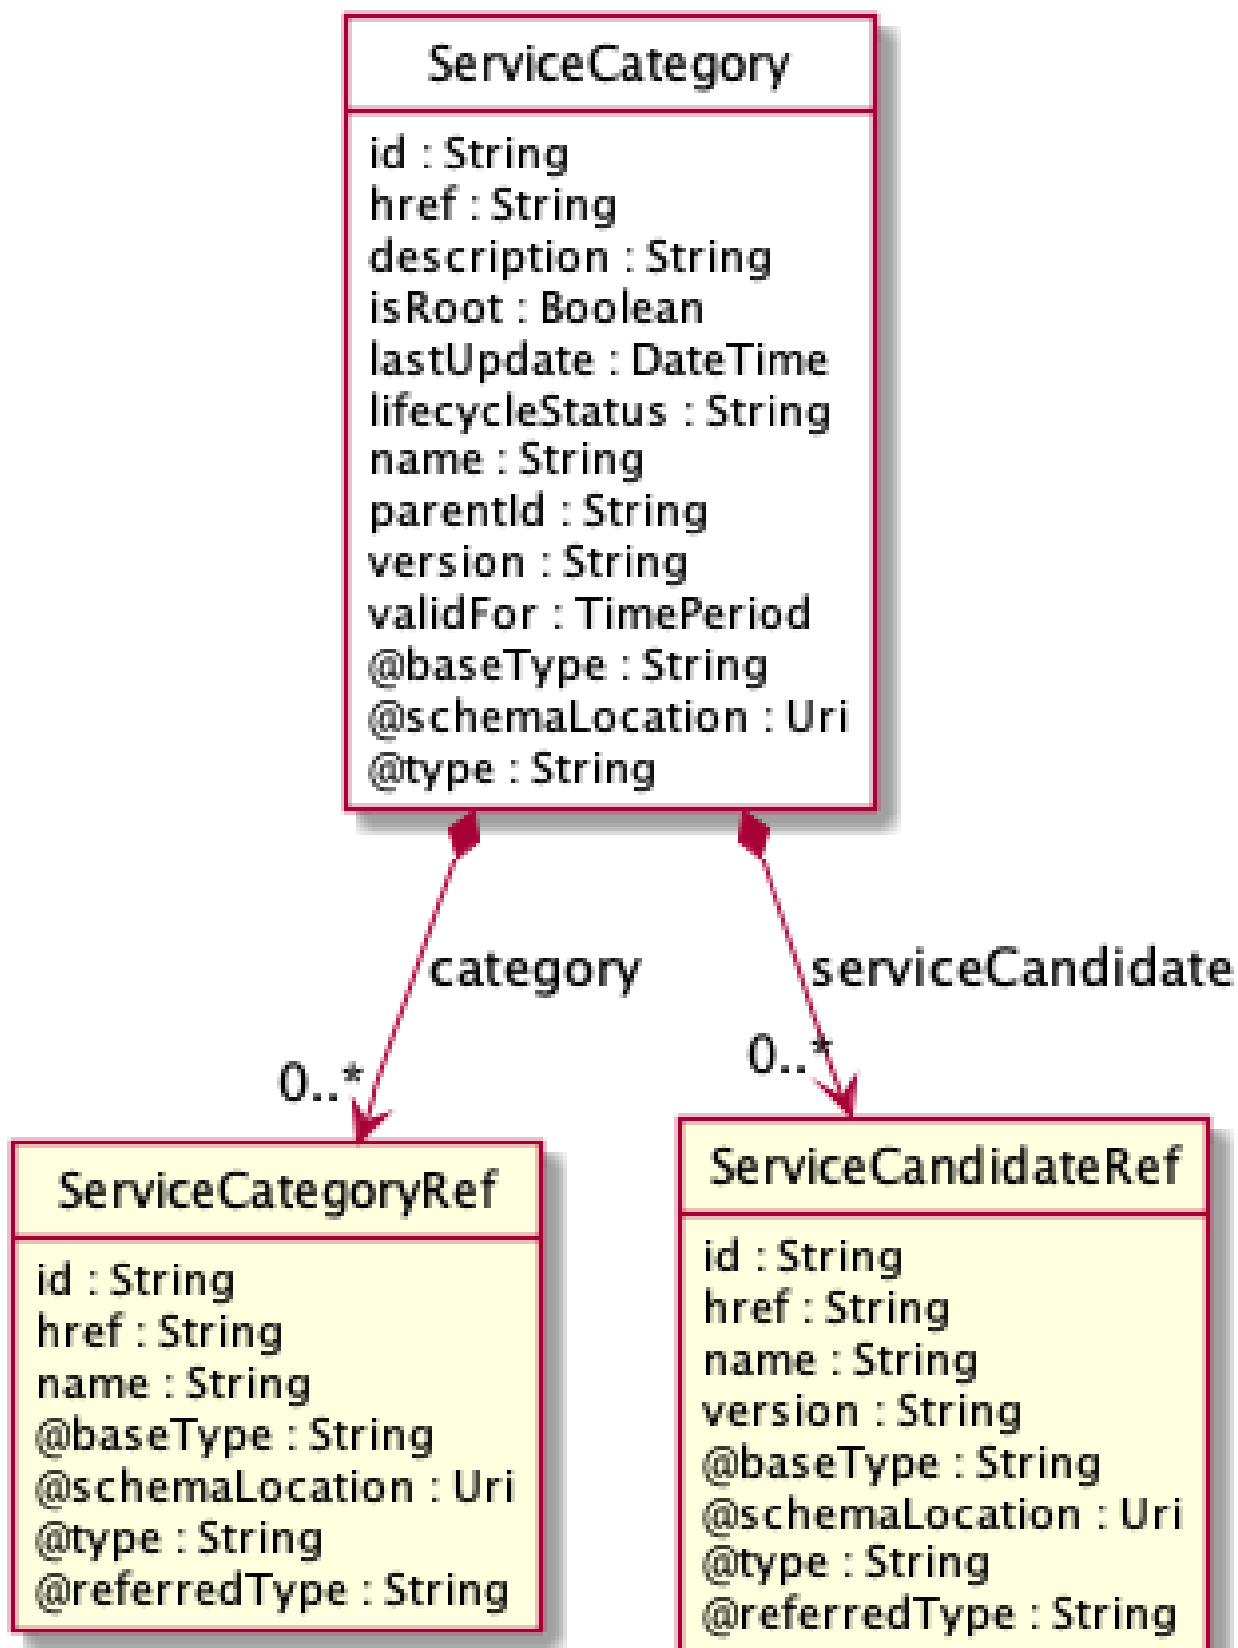 ServiceCategory
id : String
href : String
description : String
isRoot : Boolean
lastUpdate : DateTime
lifecycleStatus : String
name : String
parentId : String
version : String
validFor : TimePeriod
@baseType : String
@schemaLocation : Uri
@type : String
category
serviceCandidate
0..*
0..*
ServiceCategoryRef
id : String
href : String
name : String
@baseType : String
@schemaLocation : Uri
@type : String
@referredType : String
ServiceCandidateRef
id : String
href : String
name : String
version : String
@baseType : String
@schemaLocation : Uri
@type : String
@referredType : String